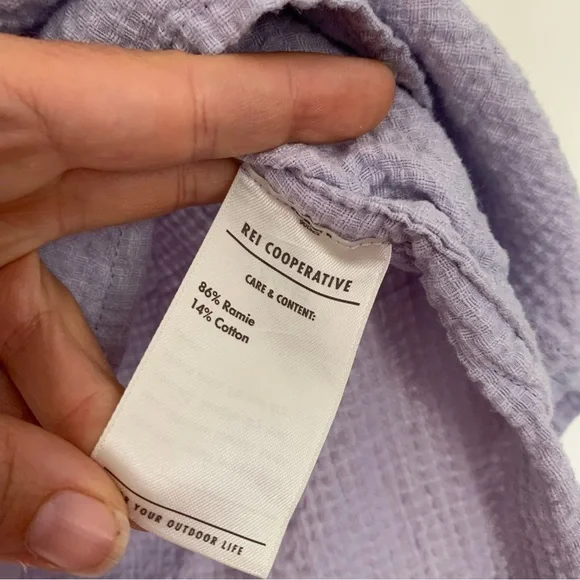 REI COOPERATIVE
CARE & CONTENT:
86% Ramie
14% Cotton
YOUR OUTDOOR LIFE